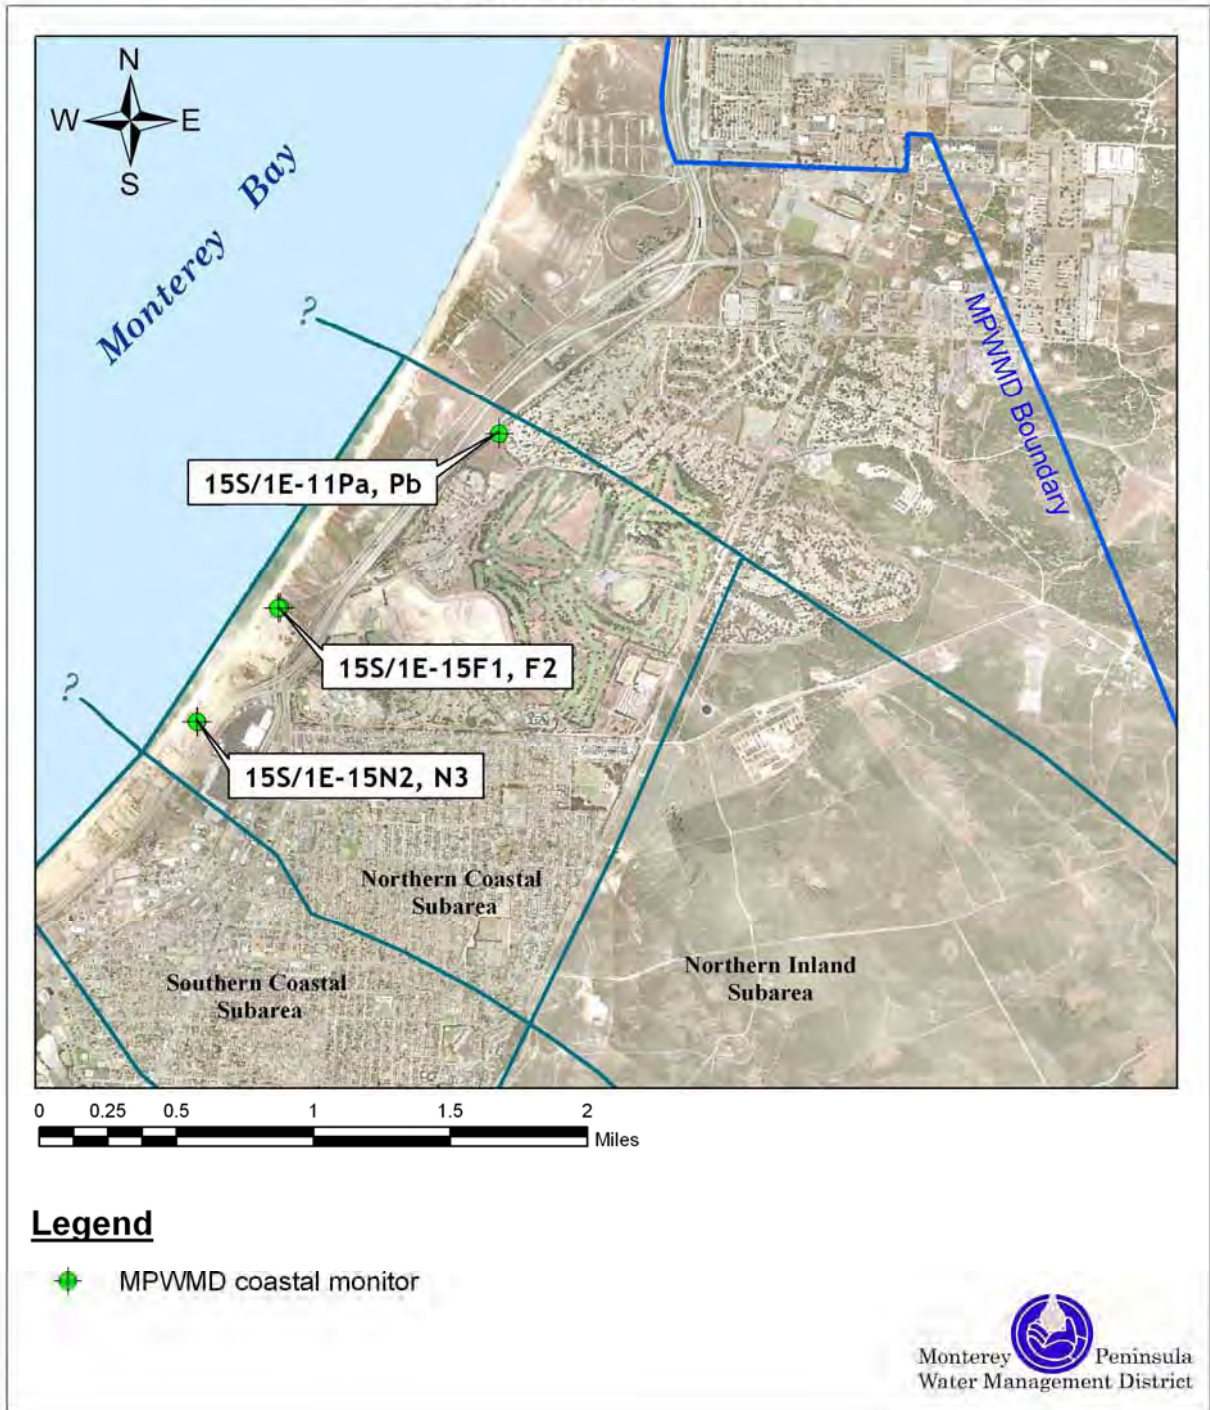 N
W E
S
Monterey Bay
1
?
MPWMD Boundary
15S/1E-11Pa, Pb
15S/1E-15F1, F2
?
15S/1E-15N2, N3
Northern Coastal
Subarea
Northern Inland
Subarea
Southern Coastal
Subarea
0 0.25 0.5 1 1.5 2
Miles
Legend
MPWMD coastal monitor
Monterey Peninsula
Water Management District